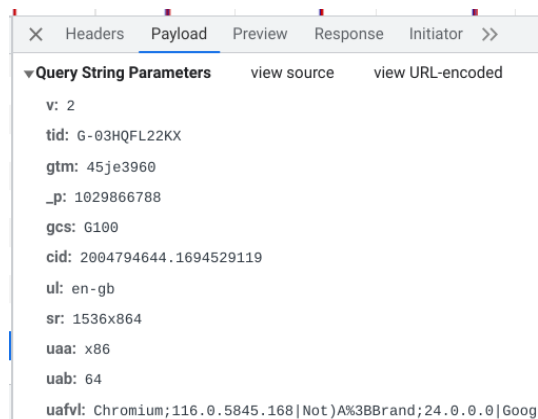 Headers Payload Preview Response Initiator
Query String Parameters view source view URL-encoded
v: 2
tid: G-03HQFL22KX
gtm: 45je3960
_p: 1029866788
gcs: G100
cid: 2004794644.1694529119
ul: en-gb
sr: 1536x864
uaa: x86
uab: 64
uafvl: Chromium;116.0.5845.168|Not)A%3BBrand;24.0.0.0|Goog